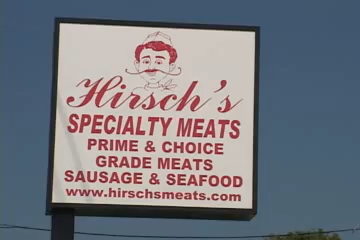 Hirsch's
SPECIALTY MEATS
PRIME & CHOICE
GRADE MEATS
SAUSAGE & SEAFOOD
www.hirschsmeats.com